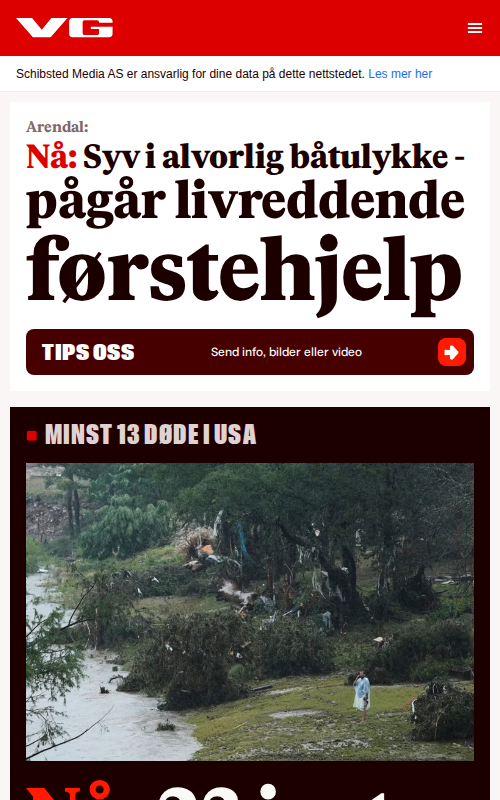 VG
Schibsted Media AS er ansvarlig for dine data på dette nettstedet. Les mer her
Arendal:
Nå: Syv i alvorlig båtulykke -
pågår livreddende
førstehjelp
TIPS OSS
Send info, bilder eller video
MINST 13 DØDE I USA